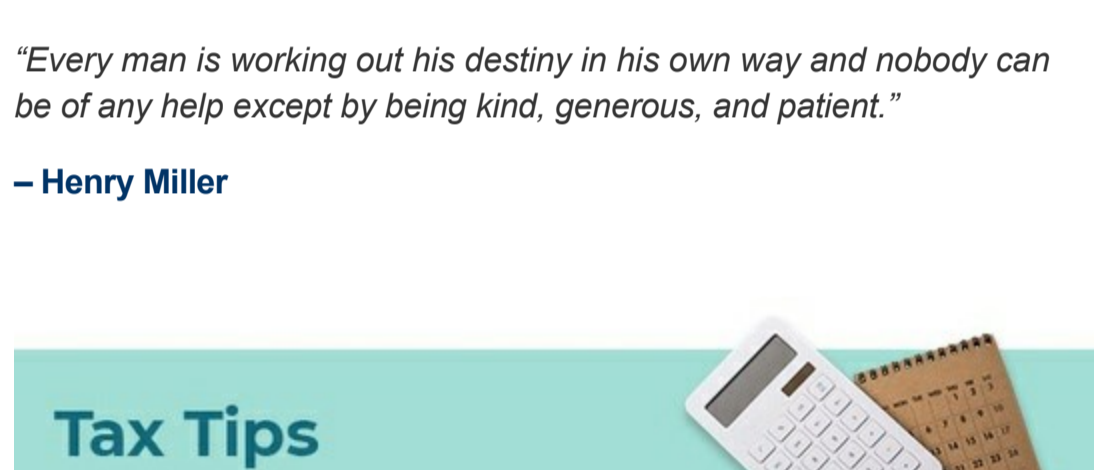 “Every man is working out his destiny in his own way and nobody can
be of any help except by being kind, generous, and patient.”
– Henry Miller
Tax Tips